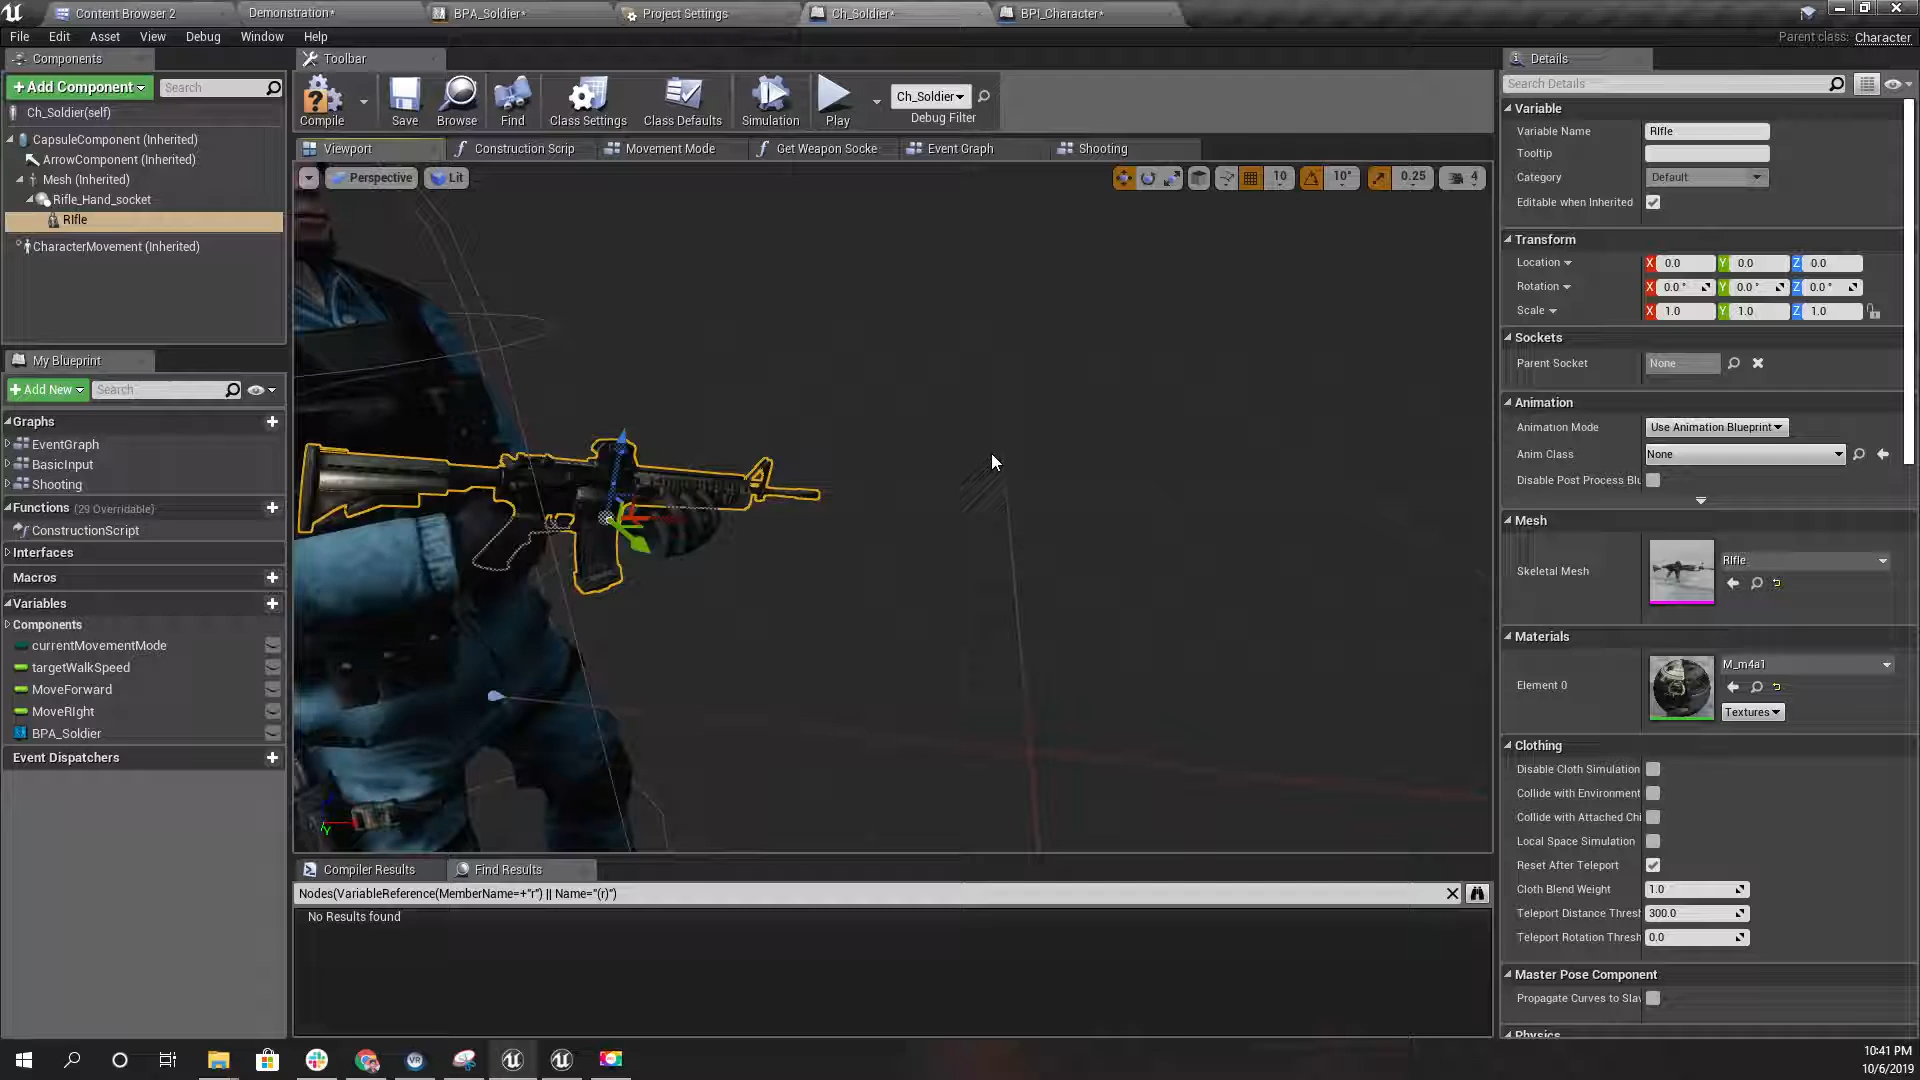 Content Browser 2
Demonstration*
BPA_Soldier*
Project Settings
Ch_Soldier*
BPI_Character*
File Edit Asset View Debug Window Help
Parent class: Character
Components
Toolbar
Details
+Add Component
Search
Search Details
Ch_Soldier(self)
CapsuleComponent (Inherited)
ArrowComponent (Inherited)
Mesh (Inherited)
Rifle_Hand_socket
RIfle
CharacterMovement (Inherited)
Compile
Save
Browse
Find
Class Settings
Class Defaults
Simulation
Play
Ch_Soldier
Debug Filter
Viewport
Construction Scrip
Movement Mode
Get Weapon Socke
Event Graph
Shooting
Perspective
Lit
10
10°
0.25
4
My Blueprint
+Add New
Search
Graphs
EventGraph
BasicInput
Shooting
Functions (29 Overridable)
ConstructionScript
Interfaces
Macros
Variables
Components
currentMovementMode
targetWalkSpeed
MoveForward
MoveRIght
BPA_Soldier
Event Dispatchers
Y
Compiler Results
Find Results
Nodes(VariableReference(MemberName=+"r") || Name="(r)")
No Results found
Variable
Variable Name RIfle
Tooltip
Category Default
Editable when Inherited
Transform
Location X 0.0 Y 0.0 Z 0.0
Rotation X 0.0 ° Y 0.0 ° Z 0.0 °
Scale X 1.0 Y 1.0 Z 1.0
Sockets
Parent Socket None
Animation
Animation Mode Use Animation Blueprint
Anim Class None
Disable Post Process Blu
Mesh
Skeletal Mesh RIfle
Materials
Element 0 M_m4a1
Textures
Clothing
Disable Cloth Simulation
Collide with Environment
Collide with Attached Chi
Local Space Simulation
Reset After Teleport
Cloth Blend Weight 1.0
Teleport Distance Thresh 300.0
Teleport Rotation Thresh 0.0
Master Pose Component
Propagate Curves to Slav
Physics
10:41 PM
10/6/2019